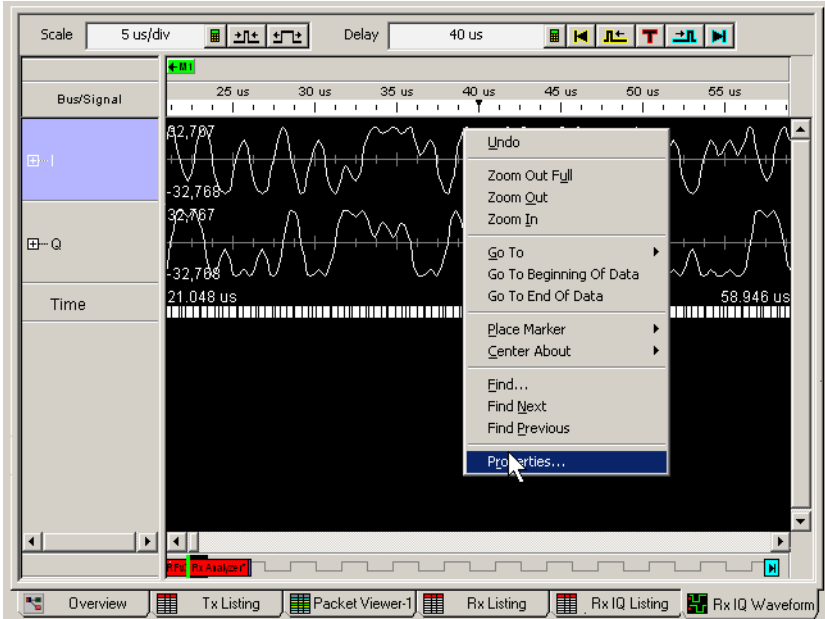 Scale 5 us/div Delay 40 us T
M1
Bus/Signal 25 us 30 us 35 us 40 us 45 us 50 us 55 us
32,767
I
-32,768
32,767
Q
-32,768
Time 21.048 us 58.946 us
Undo
Zoom Out Full
Zoom Out
Zoom In
Go To
Go To Beginning Of Data
Go To End Of Data
Place Marker
Center About
Find...
Find Next
Find Previous
Properties...
Rx Analyzer
Overview Tx Listing Packet Viewer-1 Rx Listing Rx IQ Listing Rx IQ Waveform